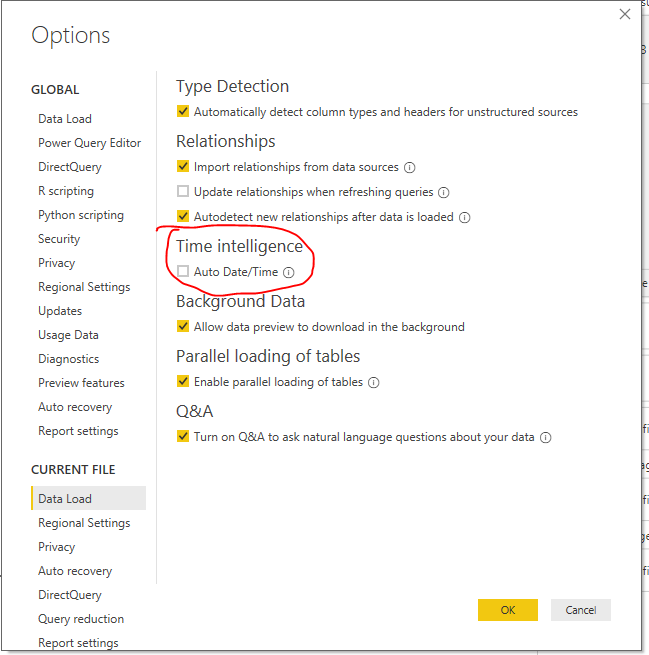 Options
GLOBAL
Data Load
Power Query Editor
DirectQuery
R scripting
Python scripting
Security
Privacy
Regional Settings
Updates
Usage Data
Diagnostics
Preview features
Auto recovery
Report settings
CURRENT FILE
Data Load
Regional Settings
Privacy
Auto recovery
DirectQuery
Query reduction
Report settings
Type Detection
Automatically detect column types and headers for unstructured sources
Relationships
Import relationships from data sources
Update relationships when refreshing queries
Autodetect new relationships after data is loaded
Time intelligence
Auto Date/Time
Background Data
Allow data preview to download in the background
Parallel loading of tables
Enable parallel loading of tables
Q&A
Turn on Q&A to ask natural language questions about your data
OK
Cancel